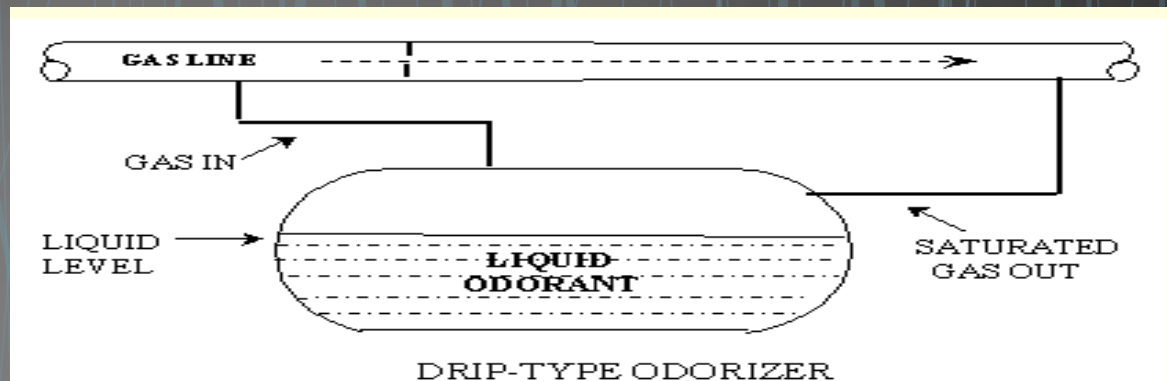 GAS LINE
GAS IN
LIQUID
LEVEL
LIQUID
ODORANT
SATURATED
GAS OUT
DRIP-TYPE ODORIZER